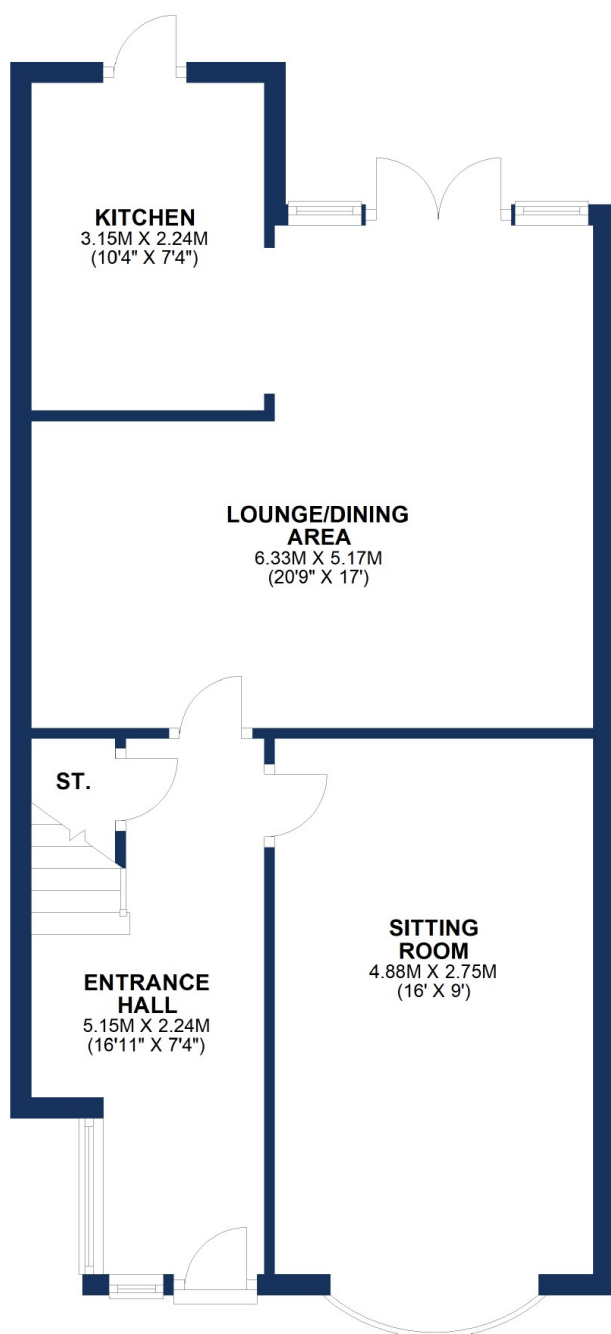 KITCHEN
3.15M X 2.24M
(10'4" X 7'4")
LOUNGE/DINING
AREA
6.33M X 5.17M
(20'9" X 17')
ST.
SITTING
ROOM
4.88M X 2.75M
(16' X 9')
ENTRANCE
HALL
5.15M X 2.24M
(16'11" X 7'4")